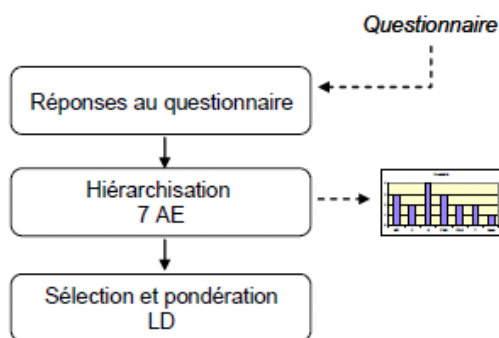 Questionnaire
Réponses au questionnaire
Hiérarchisation
7 AE
Sélection et pondération
LD